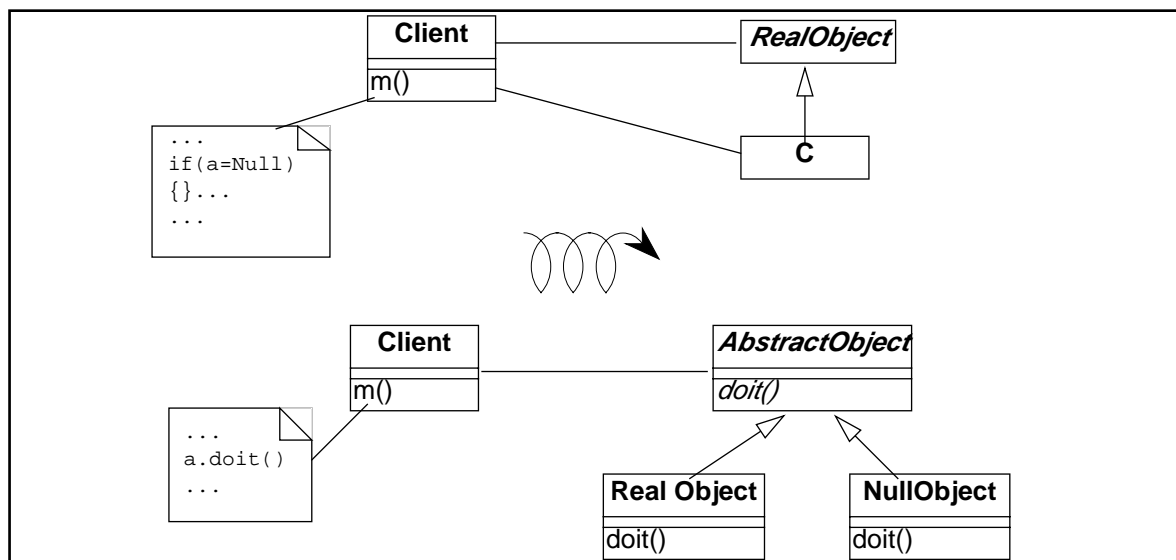 Client
RealObject
m()
C
...
if(a=Null)
{}...
...
Client
AbstractObject
m()
doit()
...
a.doit()
...
Real Object
NullObject
doit()
doit()